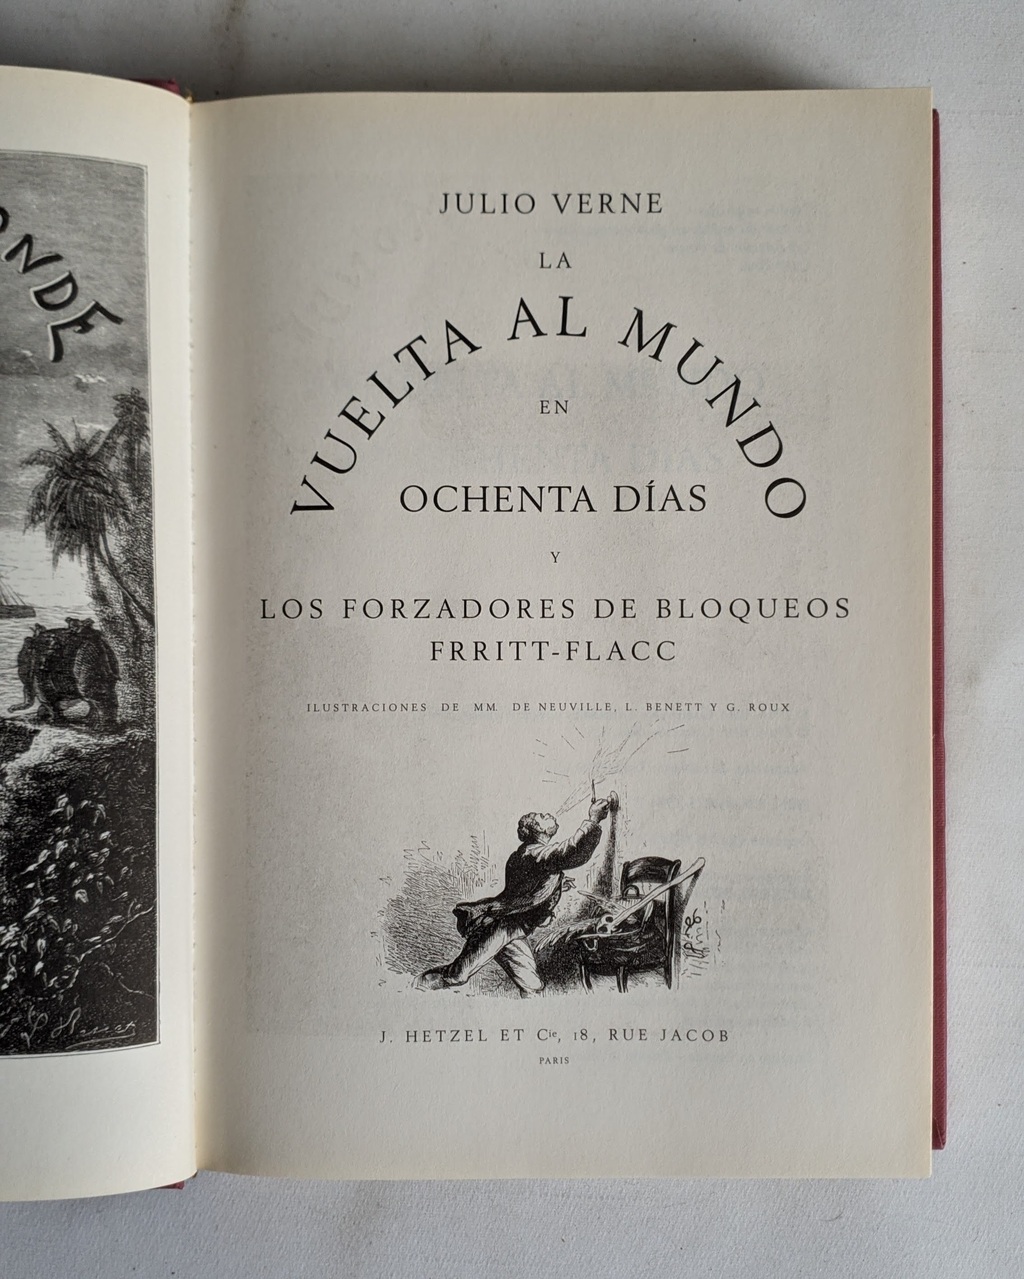 JULIO VERNE
LA
VUELTA AL MUNDO
EN
OCHENTA DÍAS
Y
LOS FORZADORES DE BLOQUEOS
FRRITT-FLACC
ILUSTRACIONES DE MM. DE NEUVILLE, L. BENETT Y G. ROUX
J. HETZEL ET Cie, 18, RUE JACOB
PARIS